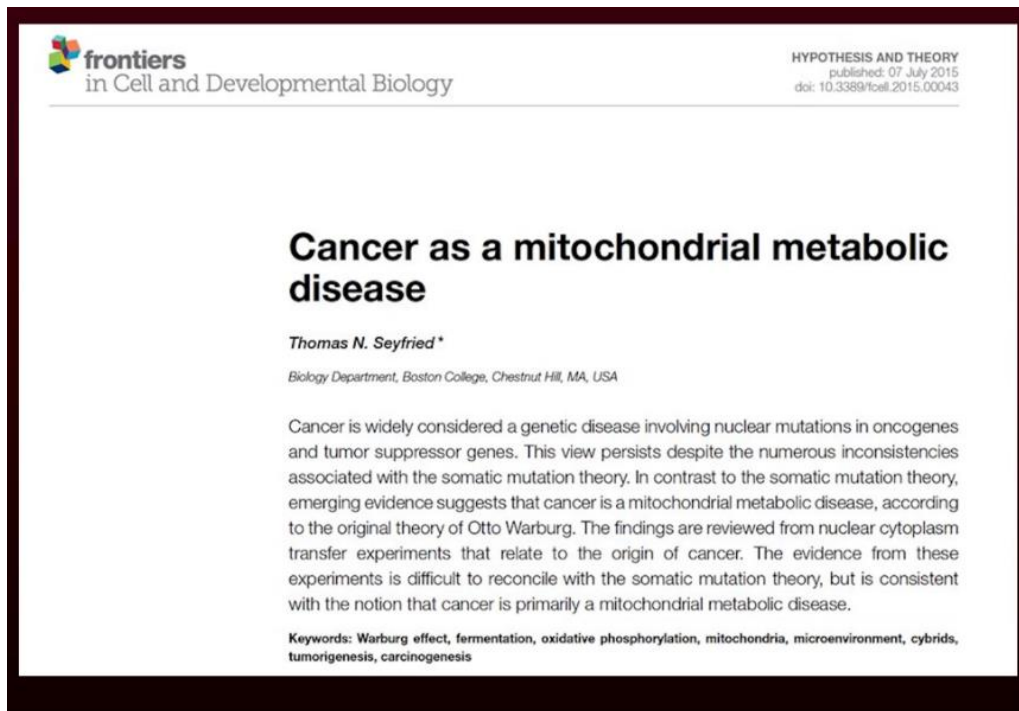 frontiers
in Cell and Developmental Biology
HYPOTHESIS AND THEORY
published: 07 July 2015
doi: 10.3389/fcell.2015.00043
Cancer as a mitochondrial metabolic
disease
Thomas N. Seyfried*
Biology Department, Boston College, Chestnut Hill, MA, USA
Cancer is widely considered a genetic disease involving nuclear mutations in oncogenes
and tumor suppressor genes. This view persists despite the numerous inconsistencies
associated with the somatic mutation theory. In contrast to the somatic mutation theory,
emerging evidence suggests that cancer is a mitochondrial metabolic disease, according
to the original theory of Otto Warburg. The findings are reviewed from nuclear cytoplasm
transfer experiments that relate to the origin of cancer. The evidence from these
experiments is difficult to reconcile with the somatic mutation theory, but is consistent
with the notion that cancer is primarily a mitochondrial metabolic disease.
Keywords: Warburg effect, fermentation, oxidative phosphorylation, mitochondria, microenvironment, cybrids,
tumorigenesis, carcinogenesis